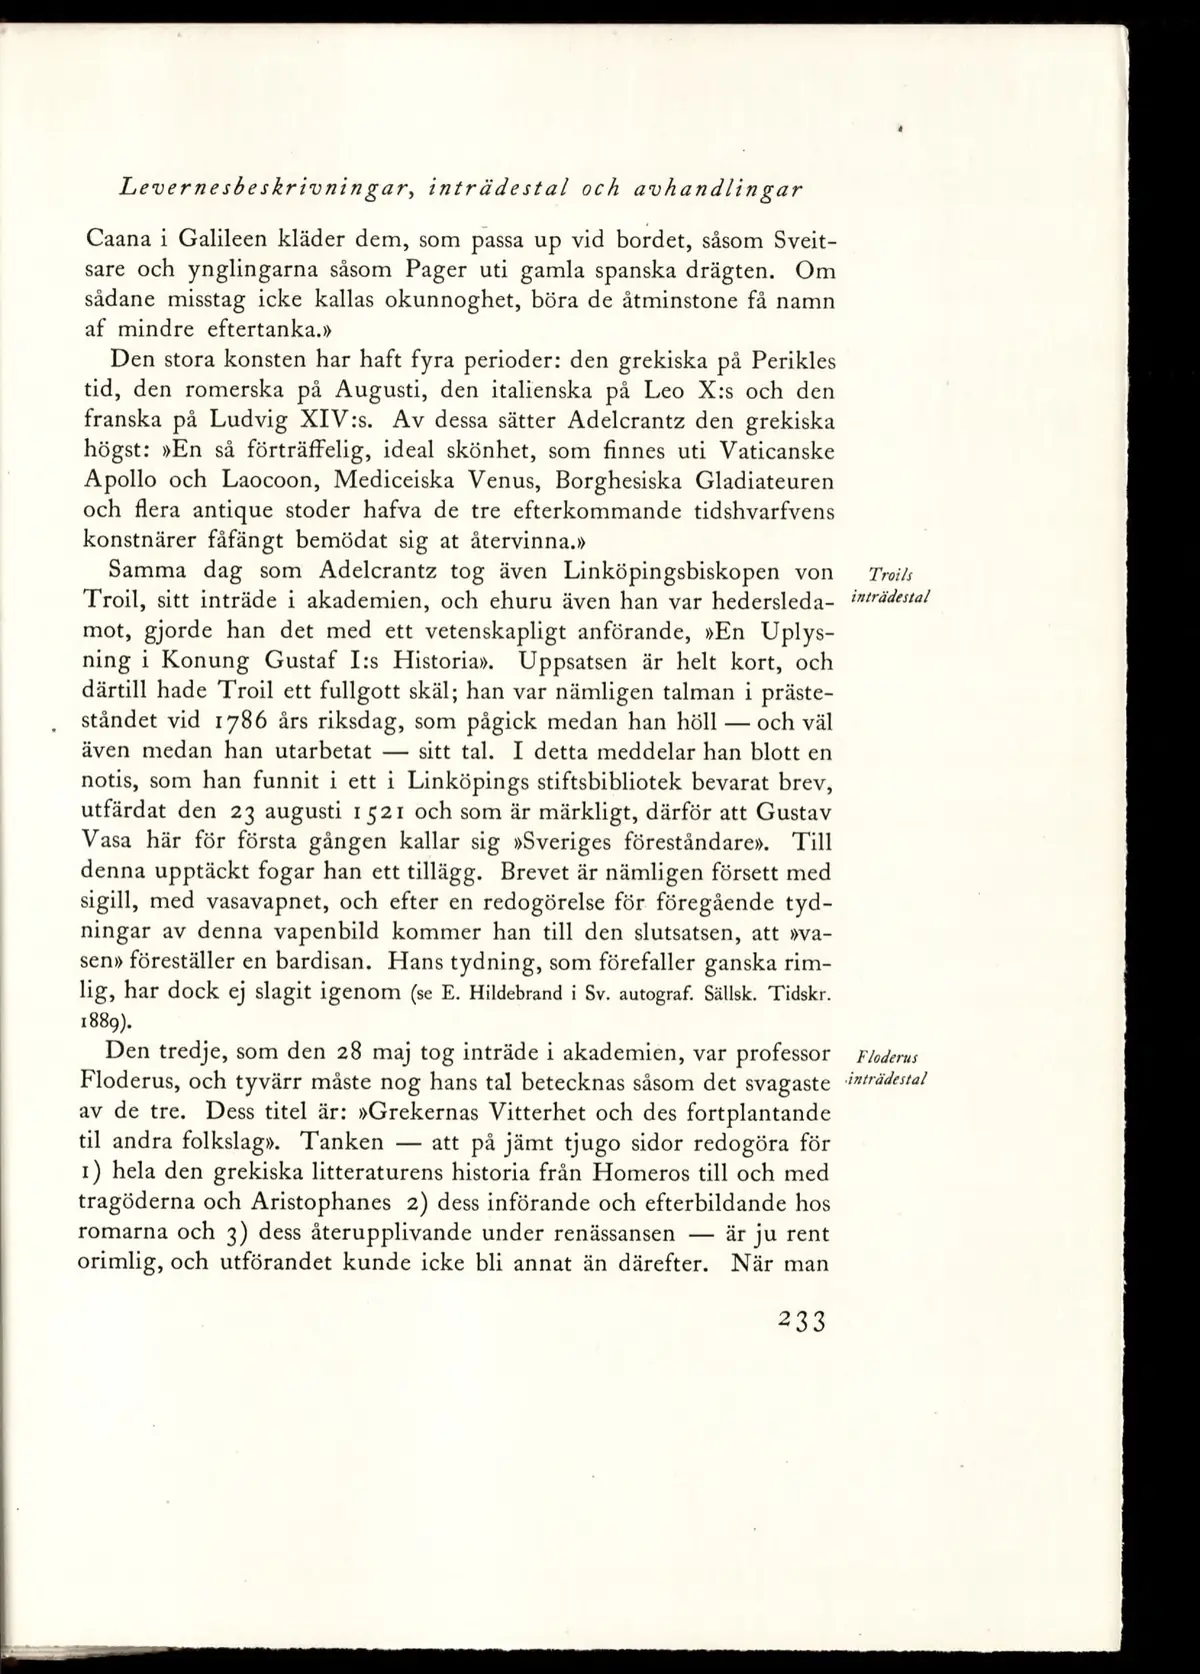 Levernesbeskrivningar, inträdestal och avhandlingar
Caana i Galileen kläder dem, som passa up vid bordet, såsom Sveit-
sare och ynglingarna såsom Pager uti gamla spanska drägten. Om
sådane misstag icke kallas okunnoghet, böra de åtminstone få namn
af mindre eftertanka.»
Den stora konsten har haft fyra perioder: den grekiska på Perikles
tid, den romerska på Augusti, den italienska på Leo X:s och den
franska på Ludvig XIV:s. Av dessa sätter Adelcrantz den grekiska
högst: »En så förträffelig, ideal skönhet, som finnes uti Vaticanske
Apollo och Laocoon, Mediceiska Venus, Borghesiska Gladiateuren
och flera antique stoder hafva de tre efterkommande tidshvarfvens
konstnärer fåfängt bemödat sig at återvinna.»
Samma dag som Adelcrantz tog även Linköpingsbiskopen von
Troil, sitt inträde i akademien, och ehuru även han var hedersleda-
mot, gjorde han det med ett vetenskapligt anförande, »En Uplys-
ning i Konung Gustaf I:s Historia». Uppsatsen är helt kort, och
därtill hade Troil ett fullgott skäl; han var nämligen talman i präste-
ståndet vid 1786 års riksdag, som pågick medan han höll — och väl
även medan han utarbetat — sitt tal. I detta meddelar han blott en
notis, som han funnit i ett i Linköpings stiftsbibliotek bevarat brev,
utfärdat den 23 augusti 1521 och som är märkligt, därför att Gustav
Vasa här för första gången kallar sig »Sveriges föreståndare». Till
denna upptäckt fogar han ett tillägg. Brevet är nämligen försett med
sigill, med vasavapnet, och efter en redogörelse för föregående tyd-
ningar av denna vapenbild kommer han till den slutsatsen, att »va-
sen» föreställer en bardisan. Hans tydning, som förefaller ganska rim-
lig, har dock ej slagit igenom (se E. Hildebrand i Sv. autograf. Sällsk. Tidskr.
1889).
Den tredje, som den 28 maj tog inträde i akademien, var professor
Floderus, och tyvärr måste nog hans tal betecknas såsom det svagaste
av de tre. Dess titel är: »Grekernas Vitterhet och des fortplantande
til andra folkslag». Tanken — att på jämt tjugo sidor redogöra för
1) hela den grekiska litteraturens historia från Homeros till och med
tragöderna och Aristophanes 2) dess införande och efterbildande hos
romarna och 3) dess återupplivande under renässansen — är ju rent
orimlig, och utförandet kunde icke bli annat än därefter. När man
Troils
inträdestal
Floderus
inträdestal
233